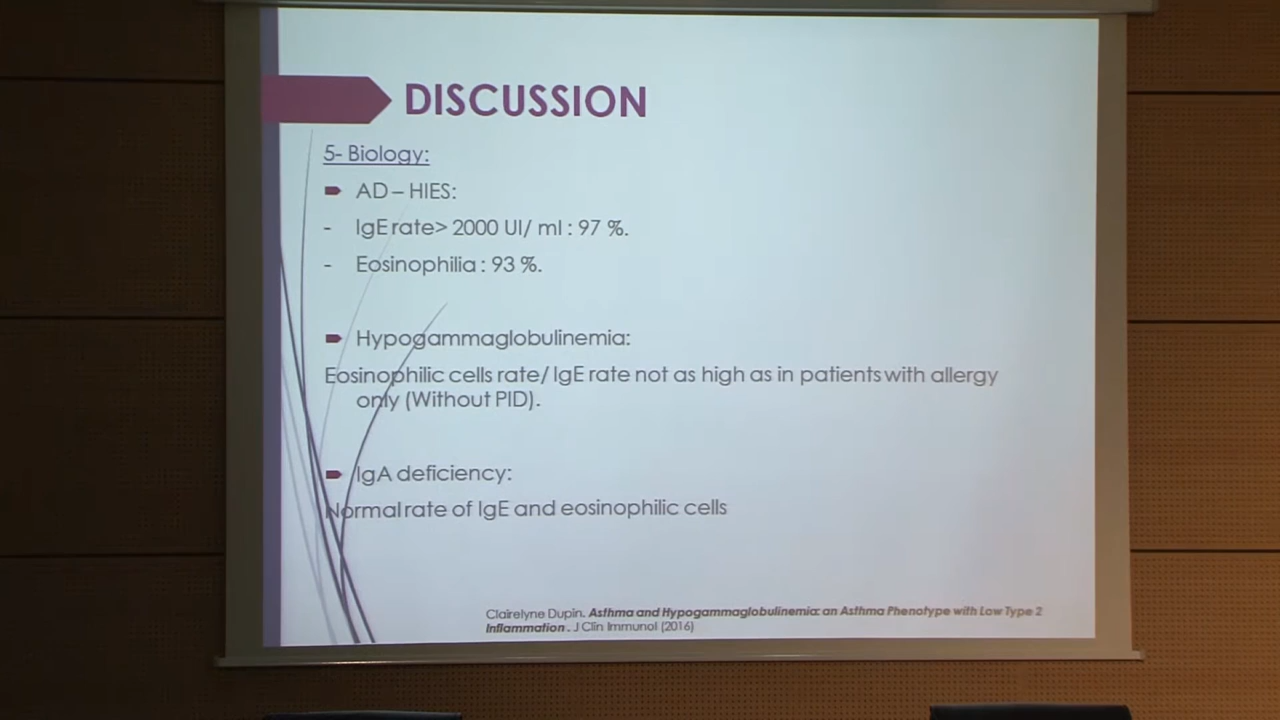 DISCUSSION
5- Biology:
AD – HIES:
- IgE rate> 2000 UI/ ml : 97 %.
- Eosinophilia : 93 %.
Hypogammaglobulinemia:
Eosinophilic cells rate/ IgE rate not as high as in patients with allergy
only (Without PID).
IgA deficiency:
Normal rate of IgE and eosinophilic cells
Clairelyne Dupin. Asthma and Hypogammaglobulinemia: an Asthma Phenotype with Low Type 2
Inflammation . J Clin Immunol (2016)